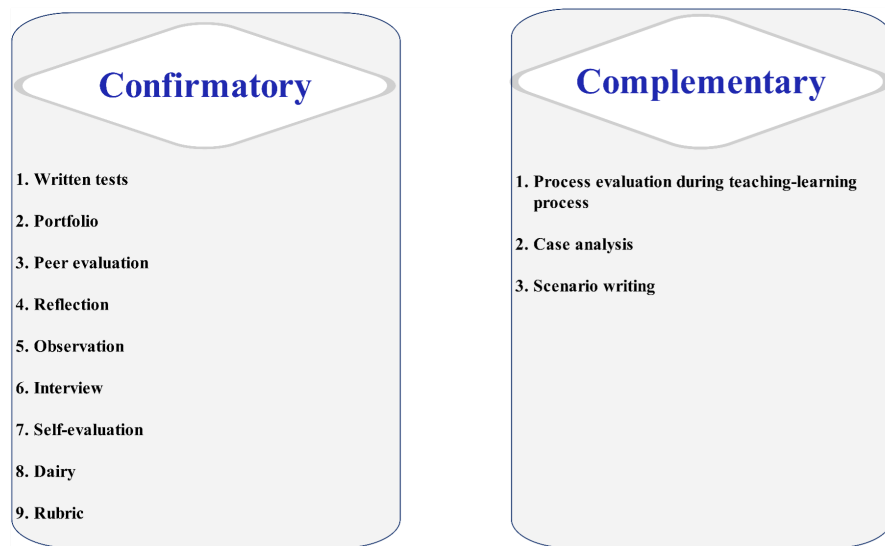 Confirmatory
1. Written tests
2. Portfolio
3. Peer evaluation
4. Reflection
5. Observation
6. Interview
7. Self-evaluation
8. Dairy
9. Rubric
Complementary
1. Process evaluation during teaching-learning
process
2. Case analysis
3. Scenario writing